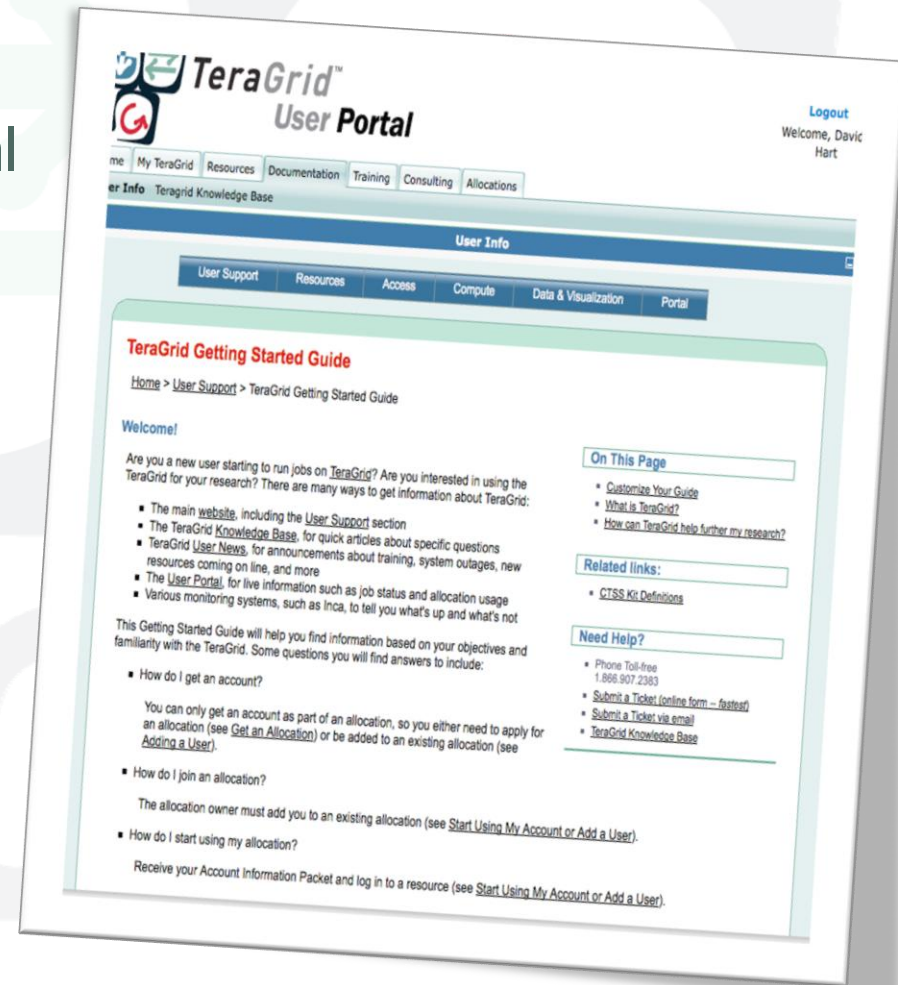 al
TeraGrid™
User Portal
Logout
Welcome, David
Hart
me My TeraGrid Resources Documentation Training Consulting Allocations
er Info Teragrid Knowledge Base
User Info
User Support Resources Access Compute Data & Visualization Portal
TeraGrid Getting Started Guide
Home > User Support > TeraGrid Getting Started Guide
Welcome!
Are you a new user starting to run jobs on TeraGrid? Are you interested in using the
TeraGrid for your research? There are many ways to get information about TeraGrid:
▪ The main website, including the User Support section
▪ The TeraGrid Knowledge Base, for quick articles about specific questions
▪ TeraGrid User News, for announcements about training, system outages, new
resources coming on line, and more
▪ The User Portal, for live information such as job status and allocation usage
▪ Various monitoring systems, such as Inca, to tell you what's up and what's not
This Getting Started Guide will help you find information based on your objectives and
familiarity with the TeraGrid. Some questions you will find answers to include:
▪ How do I get an account?
You can only get an account as part of an allocation, so you either need to apply for
an allocation (see Get an Allocation) or be added to an existing allocation (see
Adding a User).
▪ How do I join an allocation?
The allocation owner must add you to an existing allocation (see Start Using My Account or Add a User).
▪ How do I start using my allocation?
Receive your Account Information Packet and log in to a resource (see Start Using My Account or Add a User).
On This Page
▪ Customize Your Guide
▪ What is TeraGrid?
▪ How can TeraGrid help further my research?
Related links:
▪ CTSS Kit Definitions
Need Help?
▪ Phone Toll-free
1.866.907.2383
▪ Submit a Ticket (online form -- fastest)
▪ Submit a Ticket via email
▪ TeraGrid Knowledge Base